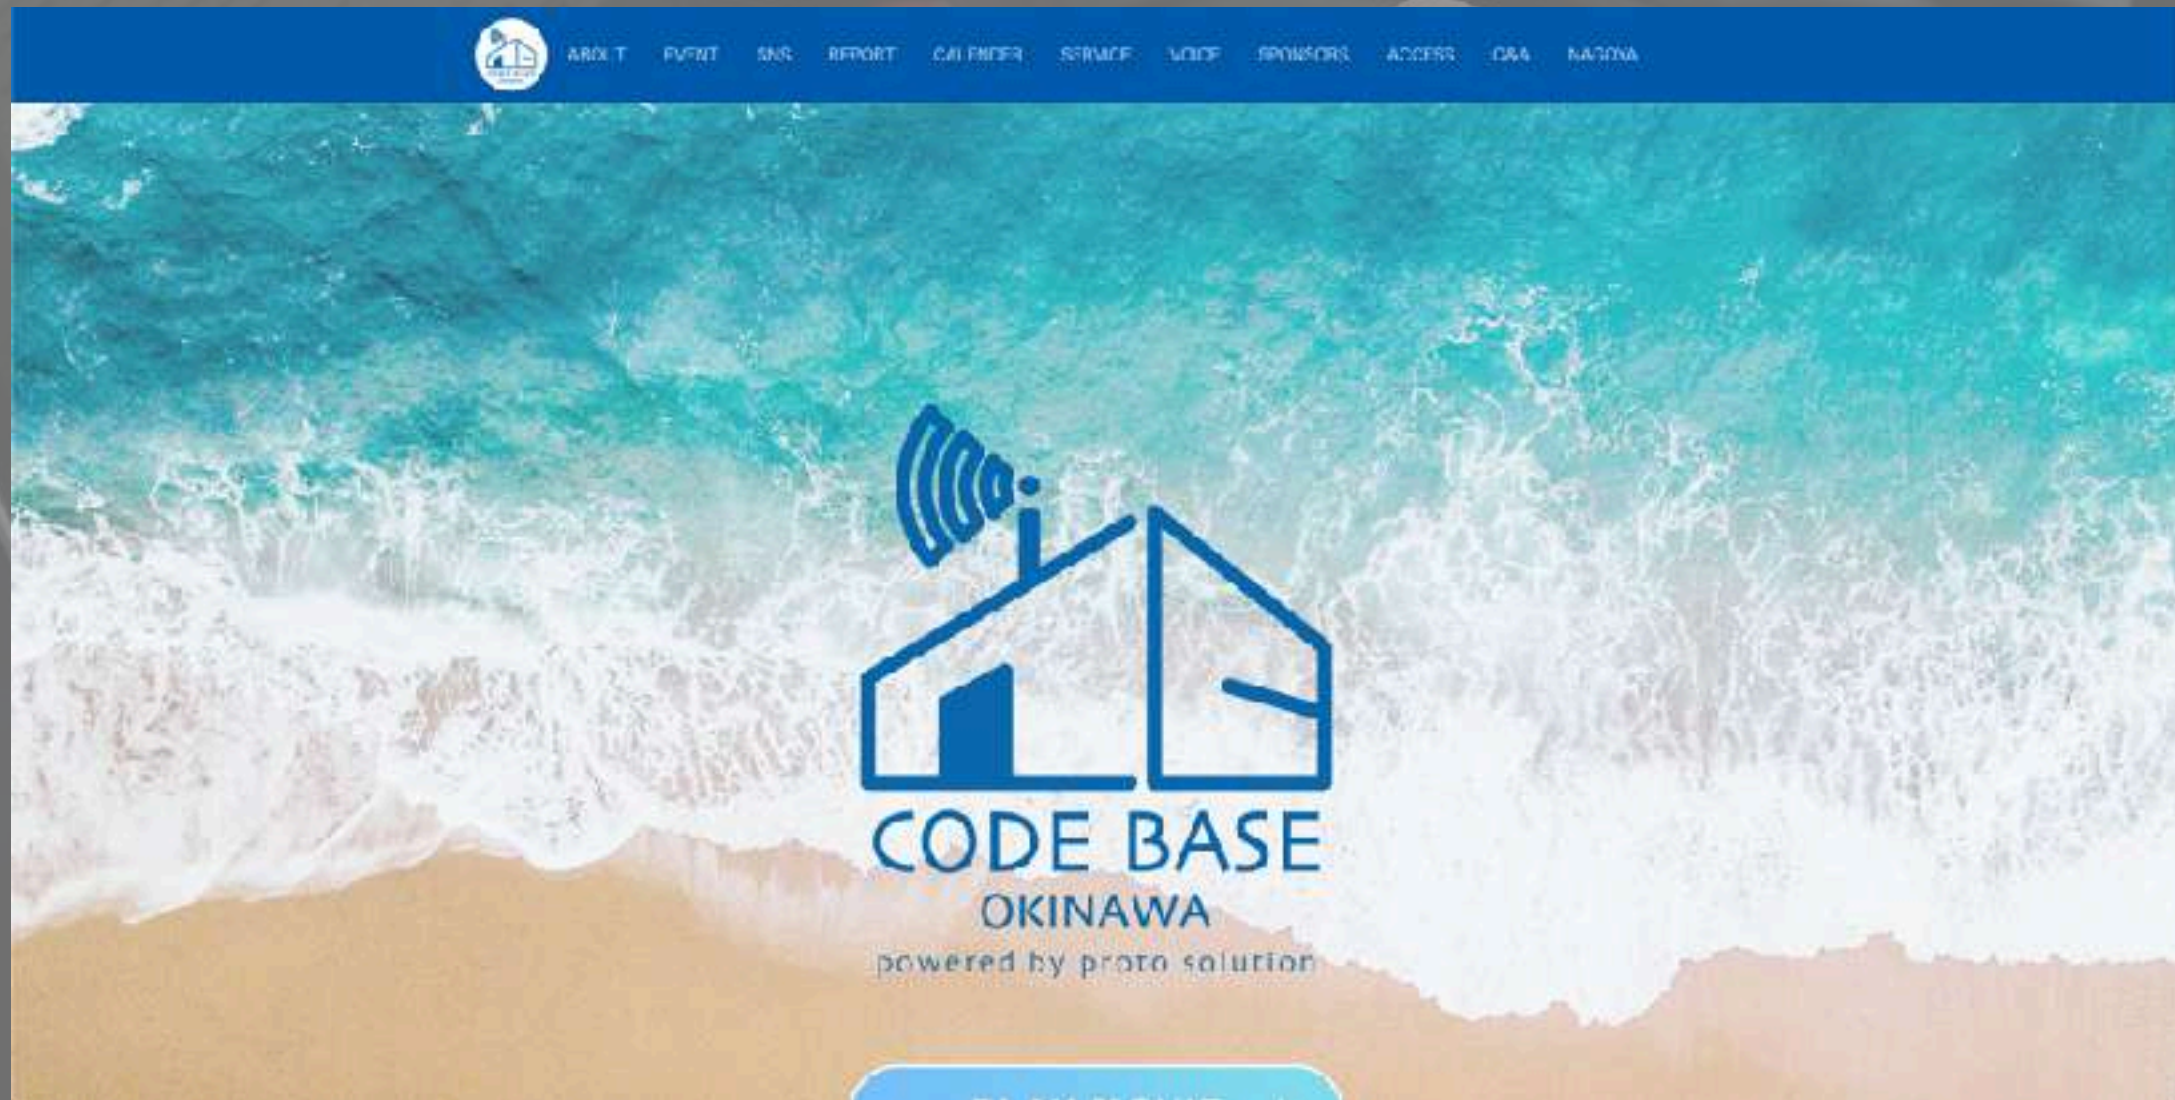 ABOUT EVENT SNS REPORT CALENDER SERVICE VOICE SPONSORS ACCESS Q&A NAGOYA
CODE BASE
OKINAWA
powered by proto solution